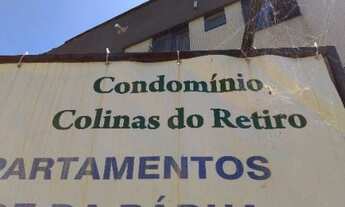 Condomínio
Colinas do Retiro
PARTAMENTOS